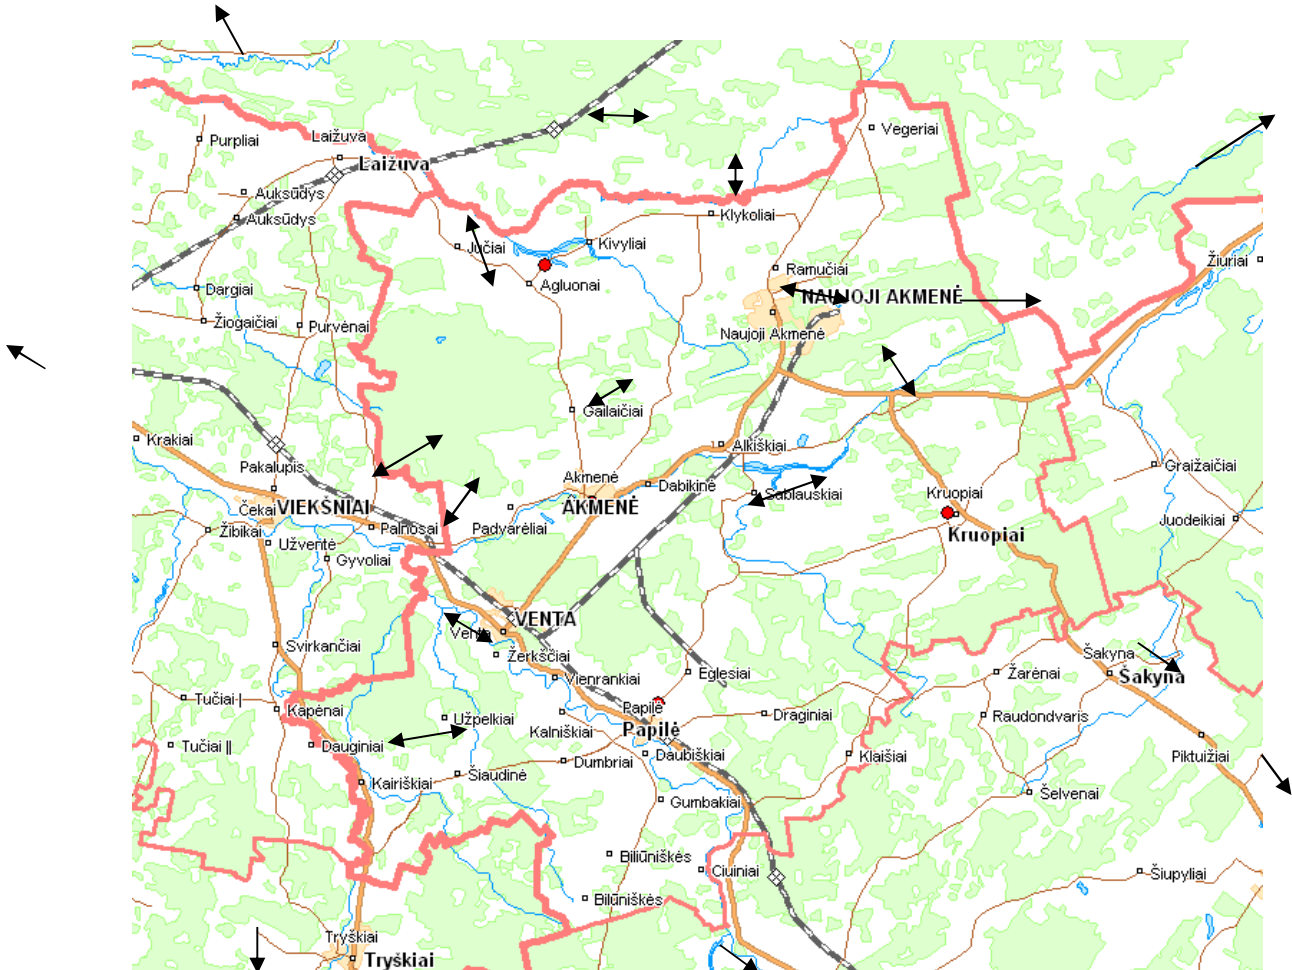 Vegeriai
Purpliai
Laižuva
Laižuva
Auksūdys
Auksūdys
Klykoliai
Jučiai
Kivyliai
Žiuriai
Ramučiai
Agluonai
Dargiai
NAUJOJI AKMENĖ
Žiogaičiai
Purvėnai
Naujoji Akmenė
Gailaičiai
Krakiai
Alkiškiai
Pakalupis
Graižaičiai
Akmenė
Dabikinė
Sablauskiai
Kruopiai
Čekai
VIEKŠNIAI
AKMENĖ
Juodeikiai
Žibikai
Palnosai
Padvarėliai
Kruopiai
Užventė
Gyvoliai
VENTA
Venta
Svirkančiai
Žerkščiai
Šakyna
Eglesiai
Žarėnai
Šakyna
Vienrankiai
Tučiai I
Kapėnai
Papilė
Draginiai
Raudondvaris
Užpelkiai
Kalniškiai
Papilė
Tučiai II
Dauginiai
Daubiškiai
Klaišiai
Piktuižiai
Dumbriai
Šiaudinė
Kairiškiai
Šelvenai
Gumbakiai
Biliūniškės
Ciuiniai
Šiupyliai
Bilūniškės
Tryškiai
Tryškiai